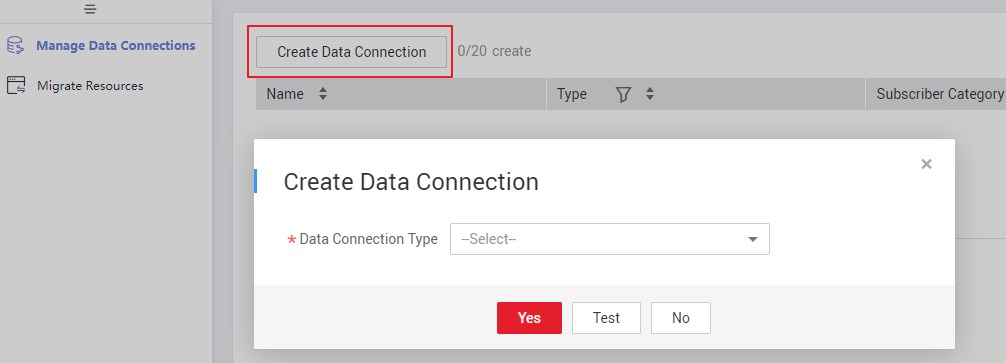 Manage Data Connections
Migrate Resources
Create Data Connection 0/20 create
Name Type Subscriber Category
Create Data Connection
* Data Connection Type --Select--
Yes Test No